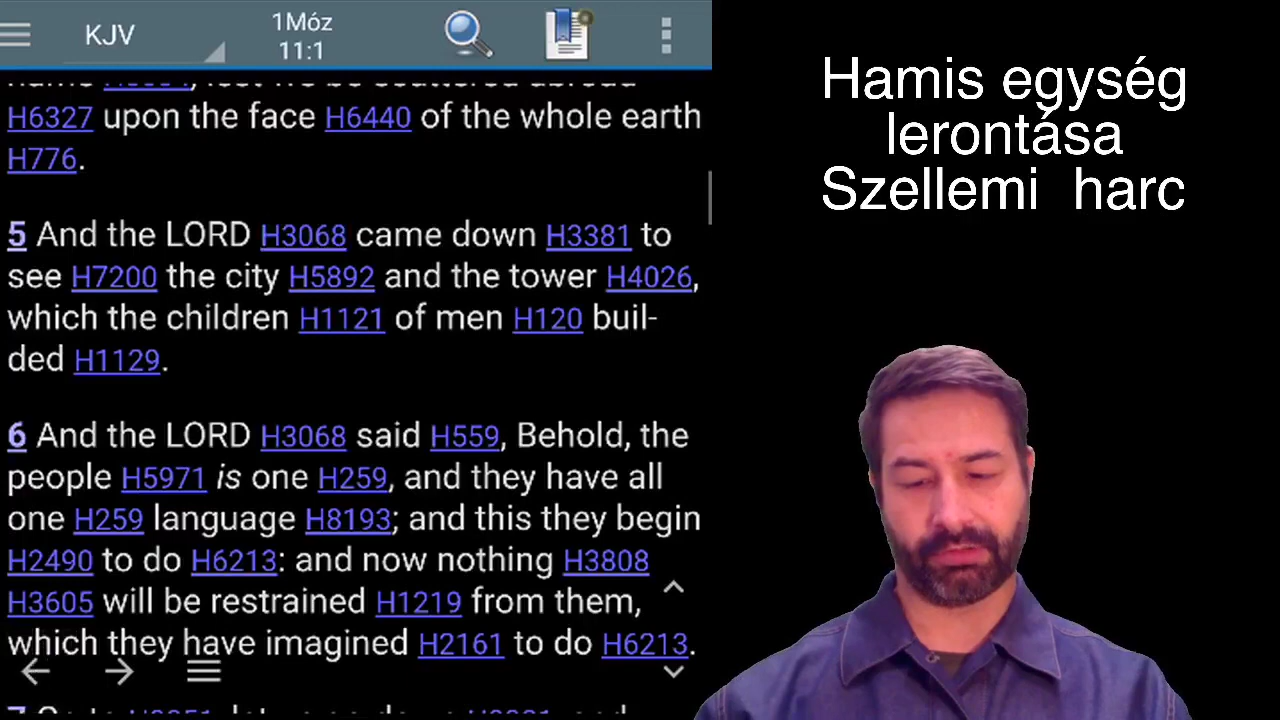 KJV
1Móz
11:1
H6327 upon the face H6440 of the whole earth
H776.
5 And the LORD H3068 came down H3381 to
see H7200 the city H5892 and the tower H4026,
which the children H1121 of men H120 buil-
ded H1129.
6 And the LORD H3068 said H559, Behold, the
people H5971 is one H259, and they have all
one H259 language H8193; and this they begin
H2490 to do H6213: and now nothing H3808
H3605 will be restrained H1219 from them,
which they have imagined H2161 to do H6213.
Hamis egység
lerontása
Szellemi harc